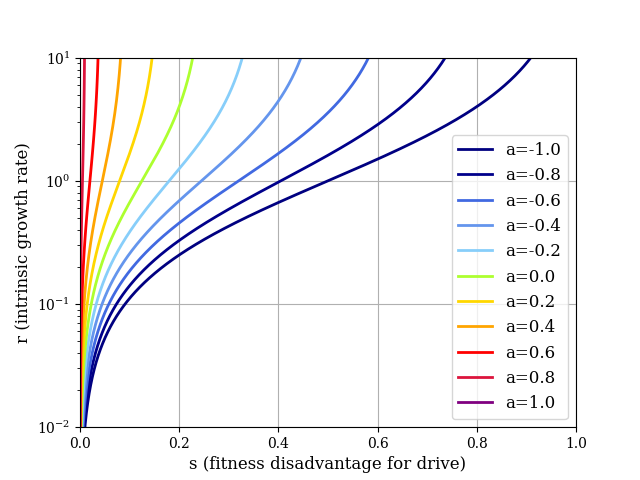 10¹
10⁰
10⁻¹
10⁻²
r (intrinsic growth rate)
a=-1.0
a=-0.8
a=-0.6
a=-0.4
a=-0.2
a=0.0
a=0.2
a=0.4
a=0.6
a=0.8
a=1.0
0.0 0.2 0.4 0.6 0.8 1.0
s (fitness disadvantage for drive)